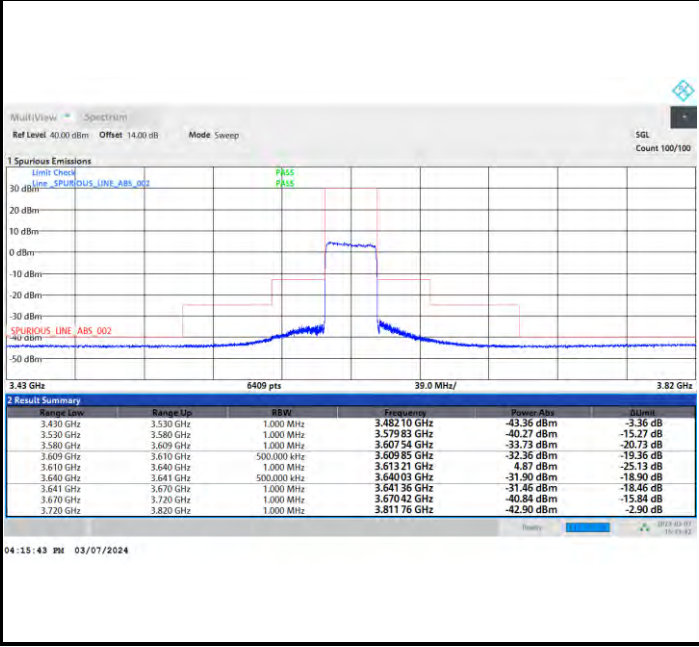 MultiView Spectrum
Ref Level 40.00 dBm Offset 14.00 dB Mode Sweep SGL
Count 100/100
1 Spurious Emissions
Limit Check PASS
Line _SPURIOUS_LINE_ABS_002 PASS
30 dBm
20 dBm
10 dBm
0 dBm
-10 dBm
-20 dBm
-30 dBm
SPURIOUS_LINE_ABS_002
-40 dBm
-50 dBm
3.43 GHz 6409 pts 39.0 MHz/ 3.82 GHz
2 Result Summary
Range Low Range Up RBW Frequency Power Abs ΔLimit
3.430 GHz 3.530 GHz 1.000 MHz 3.482 10 GHz -43.36 dBm -3.36 dB
3.530 GHz 3.580 GHz 1.000 MHz 3.579 83 GHz -40.27 dBm -15.27 dB
3.580 GHz 3.609 GHz 1.000 MHz 3.607 54 GHz -33.73 dBm -20.73 dB
3.609 GHz 3.610 GHz 500.000 kHz 3.609 85 GHz -32.36 dBm -19.36 dB
3.610 GHz 3.640 GHz 1.000 MHz 3.613 21 GHz 4.87 dBm -25.13 dB
3.640 GHz 3.641 GHz 500.000 kHz 3.640 03 GHz -31.90 dBm -18.90 dB
3.641 GHz 3.670 GHz 1.000 MHz 3.641 36 GHz -31.46 dBm -18.46 dB
3.670 GHz 3.720 GHz 1.000 MHz 3.670 42 GHz -40.84 dBm -15.84 dB
3.720 GHz 3.820 GHz 1.000 MHz 3.811 76 GHz -42.90 dBm -2.90 dB
Ready
04:15:43 PM 03/07/2024